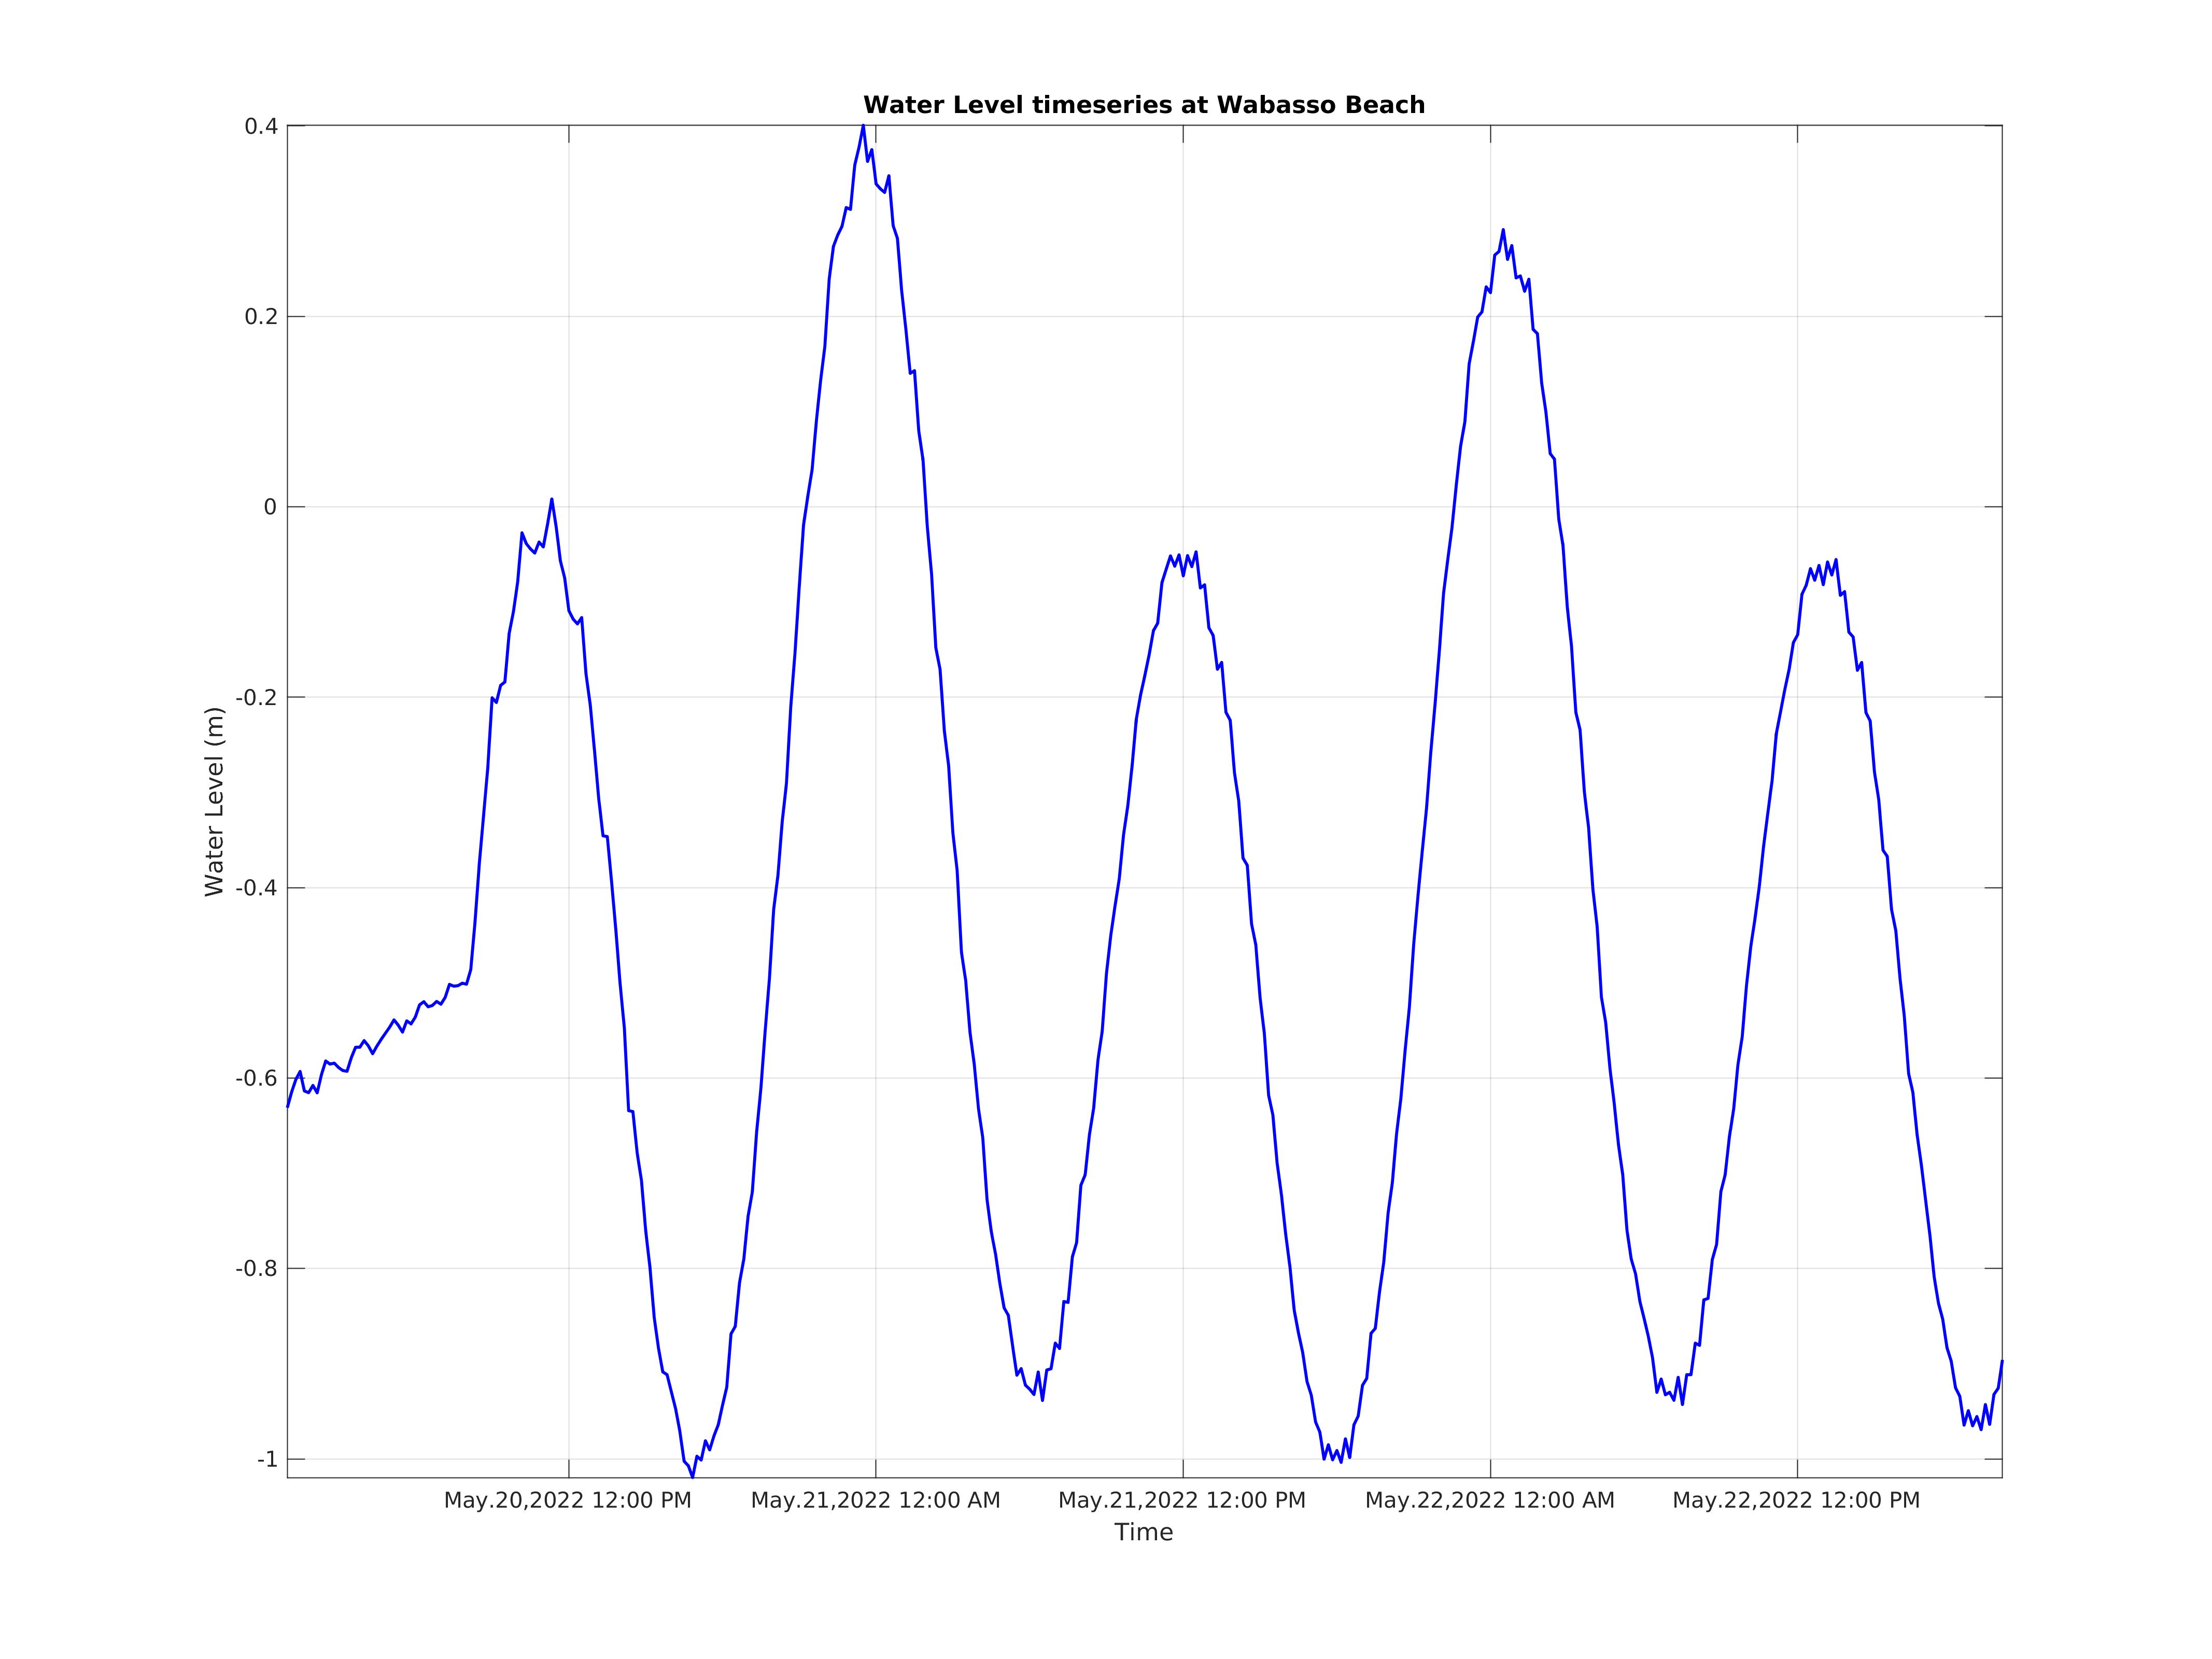 Water Level timeseries at Wabasso Beach
0.4
0.2
0
-0.2
-0.4
-0.6
-0.8
-1
Water Level (m)
May.20,2022 12:00 PM
May.21,2022 12:00 AM
May.21,2022 12:00 PM
May.22,2022 12:00 AM
May.22,2022 12:00 PM
Time